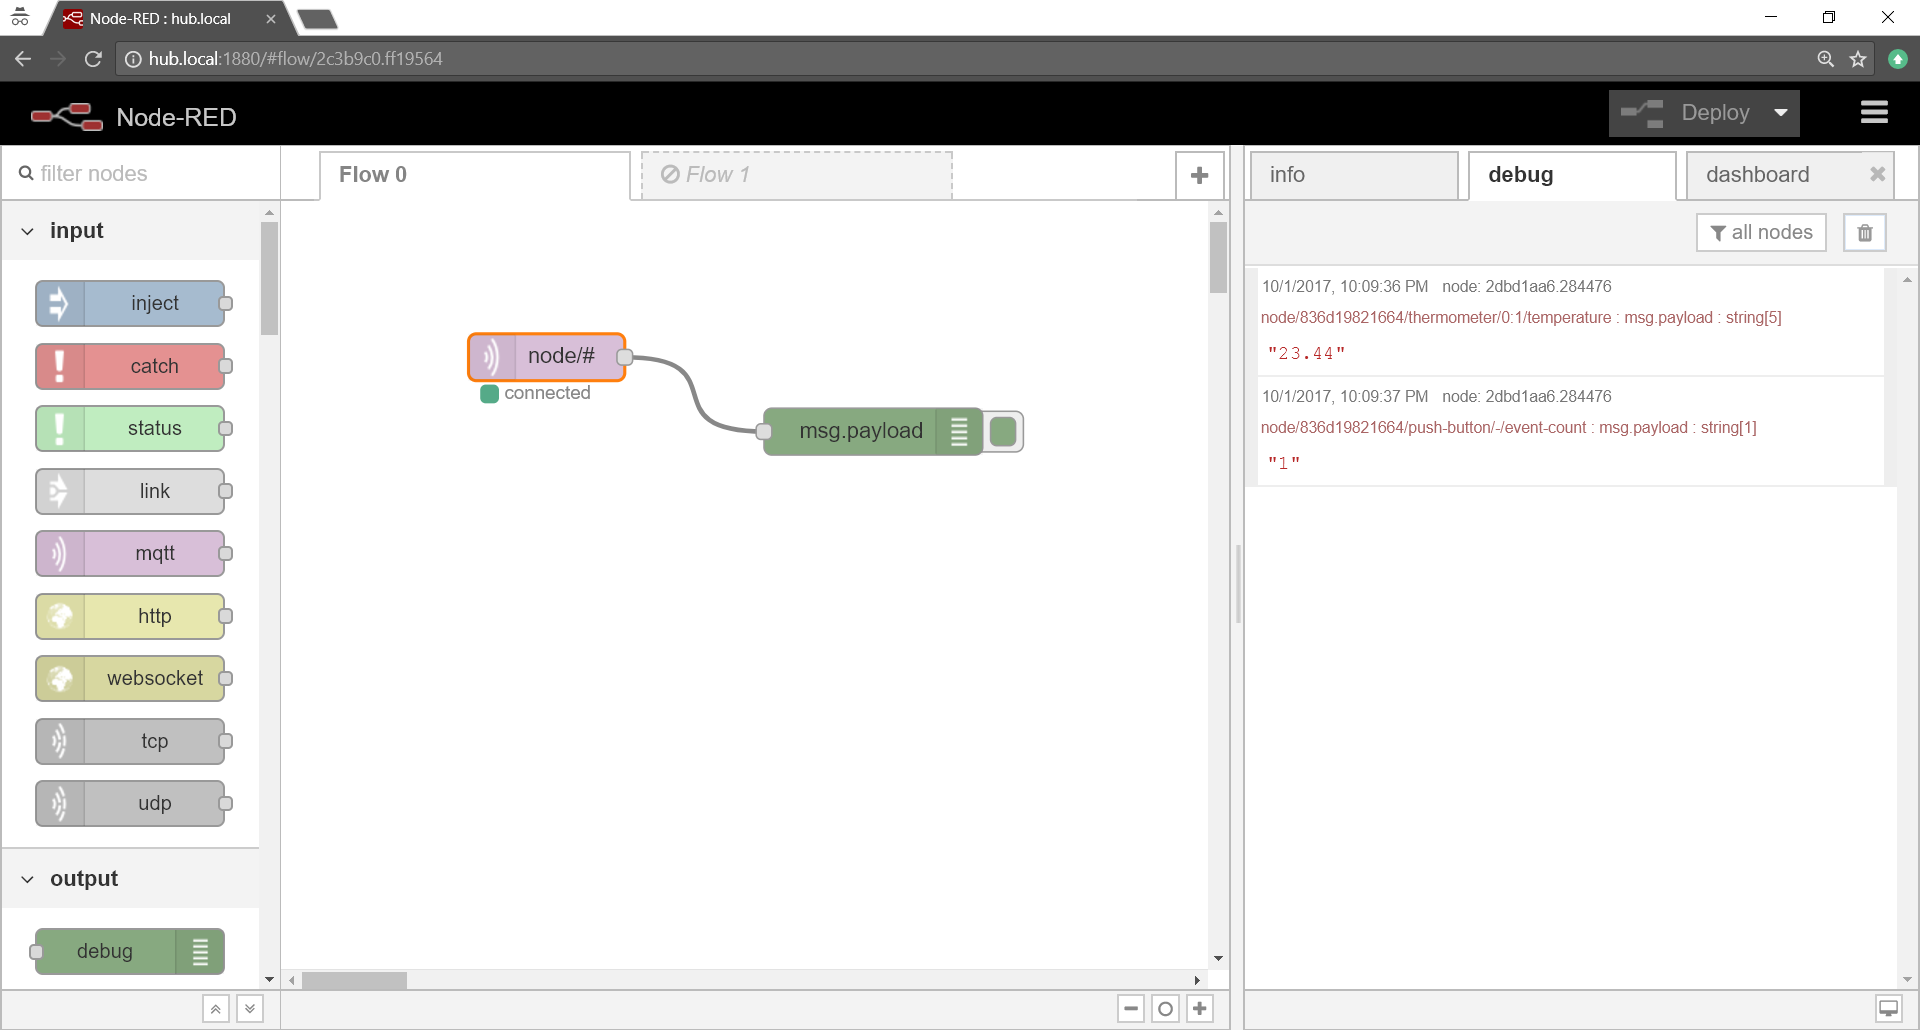 Node-RED : hub.local
hub.local:1880/#flow/2c3b9c0.ff19564
Node-RED
Deploy
filter nodes
Flow 0
Flow 1
info
debug
dashboard
all nodes
input
inject
catch
status
link
mqtt
http
websocket
tcp
udp
output
debug
node/#
connected
msg.payload
10/1/2017, 10:09:36 PM node: 2dbd1aa6.284476
node/836d19821664/thermometer/0:1/temperature : msg.payload : string[5]
"23.44"
10/1/2017, 10:09:37 PM node: 2dbd1aa6.284476
node/836d19821664/push-button/-/event-count : msg.payload : string[1]
"1"